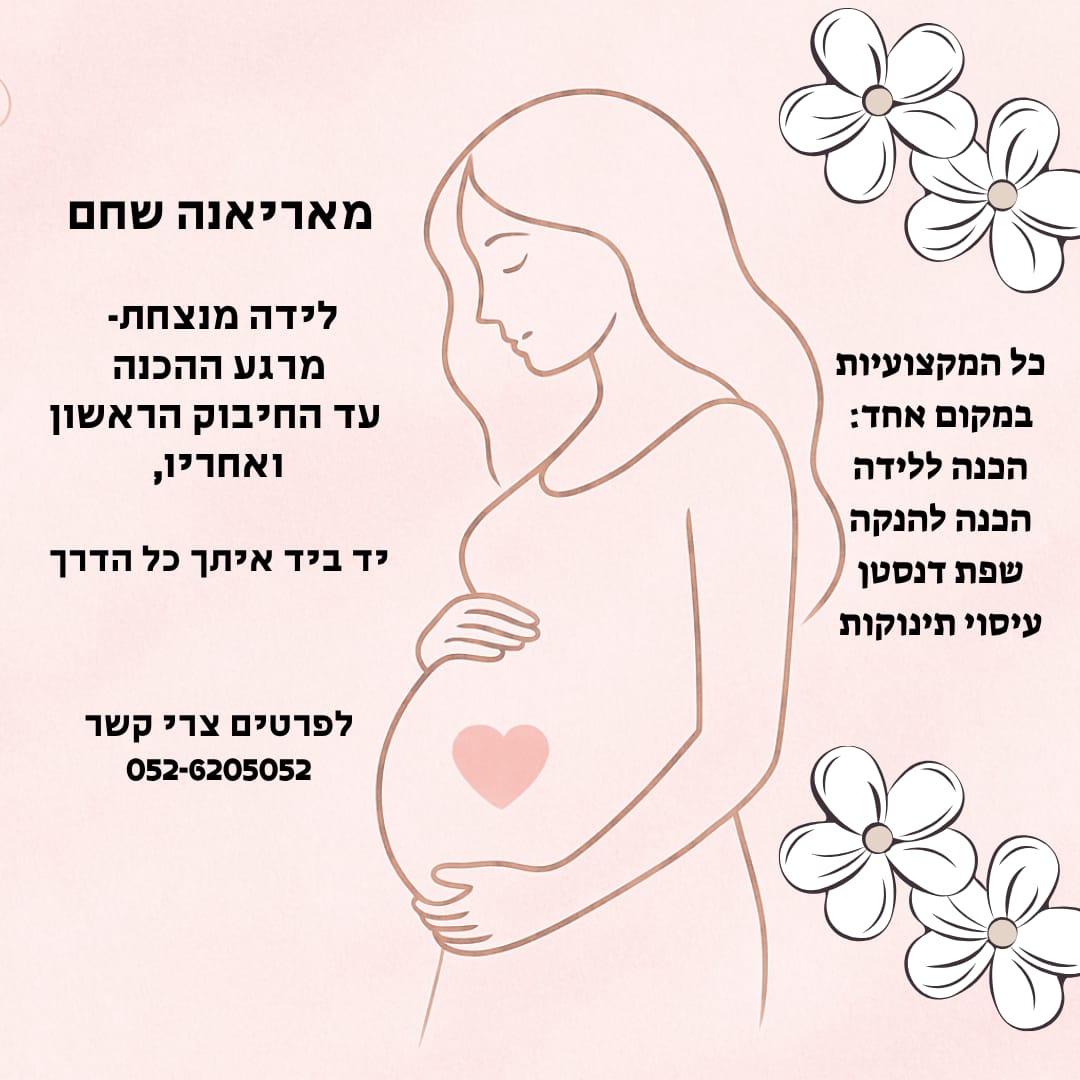 מאריאנה שחם
לידה מנצחת-
מרגע ההכנה
עד החיבוק הראשון
ואחריו,
יד ביד איתך כל הדרך
לפרטים צרי קשר
052-6205052
כל המקצועיות
במקום אחד:
הכנה ללידה
הכנה להנקה
שפת דנסטן
עיסוי תינוקות